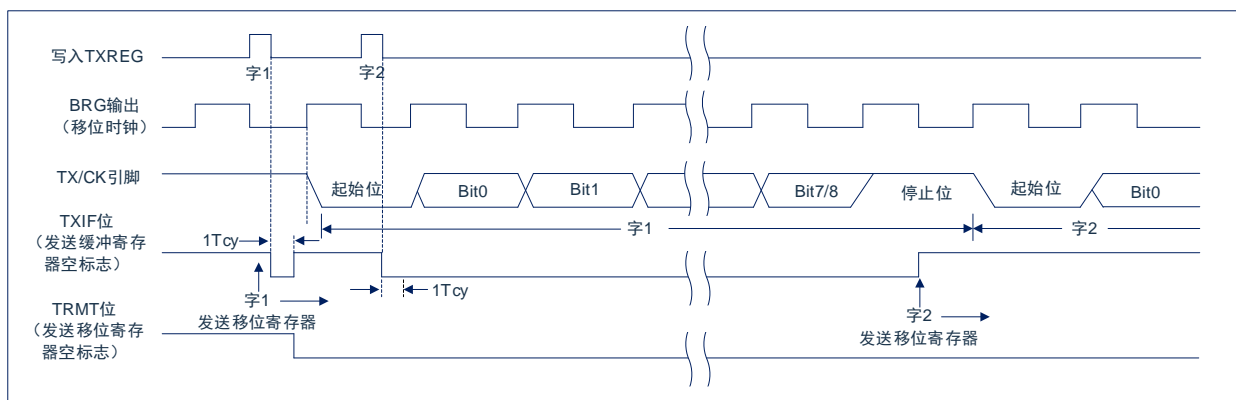 写入TXREG
字1
字2
BRG输出
（移位时钟）
TX/CK引脚
起始位
Bit0
Bit1
Bit7/8
停止位
起始位
Bit0
字1
字2
TXIF位
（发送缓冲寄存
器空标志）
1Tcy
1Tcy
字1
发送移位寄存器
字2
发送移位寄存器
TRMT位
（发送移位寄存
器空标志）